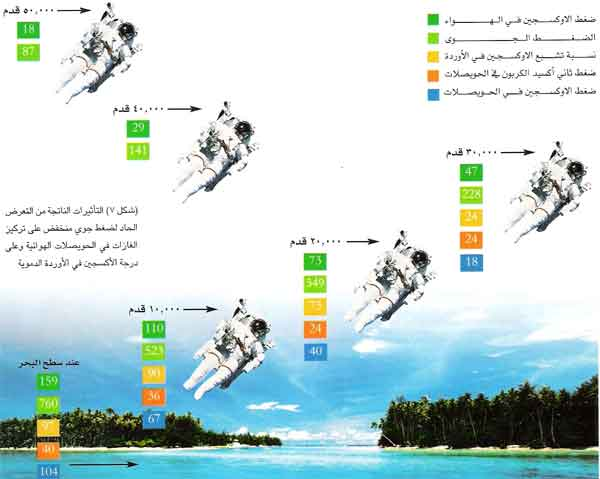 ٥٠,٠٠٠ قدم
18
87
ضغط الاوكسجين في الهواء
الضغط الجوى
نسبة تشبع الاوكسجين في الأوردة
ضغط ثاني أكسيد الكربون في الحويصلات
ضغط الاوكسجين في الحويصلات
٤٠,٠٠٠ قدم
29
141
٣٠,٠٠٠ قدم
47
228
24
24
18
(شكل ٧) التأثيرات الناتجة من التعرض
الحاد لضغط جوي منخفض على تركيز
الغازات في الحويصلات الهوائية وعلى
درجة الأكسجين في الأوردة الدموية
٢٠,٠٠٠ قدم
73
349
73
24
40
١٠,٠٠٠ قدم
110
523
90
36
67
عند سطح البحر
159
760
97
40
104